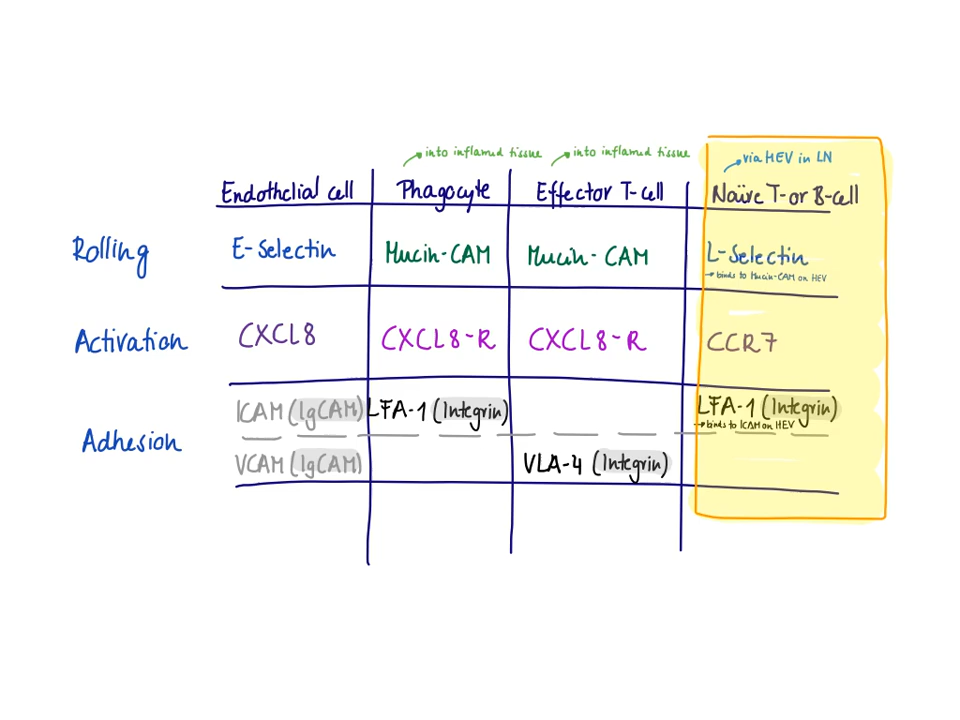 into inflamed tissue
into inflamed tissue
via HEV in LN
Endothelial cell
Phagocyte
Effector T-cell
Naïve T-or B-cell
Rolling
E-Selectin
Mucin-CAM
Mucin-CAM
L-Selectin
binds to Mucin-CAM on HEV
Activation
CXCL8
CXCL8-R
CXCL8-R
CCR7
Adhesion
ICAM (IgCAM)
LFA-1 (Integrin)
LFA-1 (Integrin)
binds to ICAM on HEV
VCAM (IgCAM)
VLA-4 (Integrin)